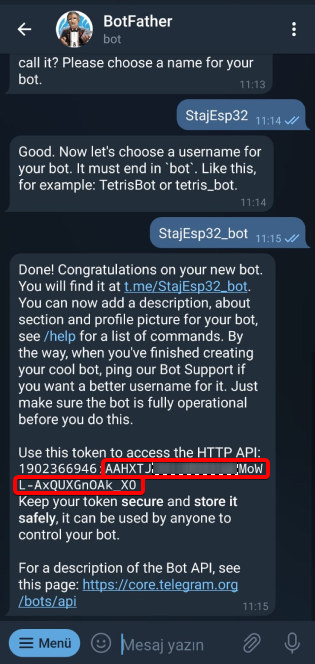 BotFather
bot
call it? Please choose a name for your
bot.
11:13
StajEsp32
11:14
Good. Now let's choose a username for
your bot. It must end in `bot`. Like this,
for example: TetrisBot or tetris_bot.
11:14
StajEsp32_bot
11:15
Done! Congratulations on your new bot.
You will find it at t.me/StajEsp32_bot.
You can now add a description, about
section and profile picture for your bot,
see /help for a list of commands. By
the way, when you've finished creating
your cool bot, ping our Bot Support if
you want a better username for it. Just
make sure the bot is fully operational
before you do this.
Use this token to access the HTTP API:
1902366946:AAHXTJ MoW
L-AxQUXGnOAk_XO
Keep your token secure and store it
safely, it can be used by anyone to
control your bot.
For a description of the Bot API, see
this page: https://core.telegram.org
/bots/api
11:15
Menü
Mesaj yazın